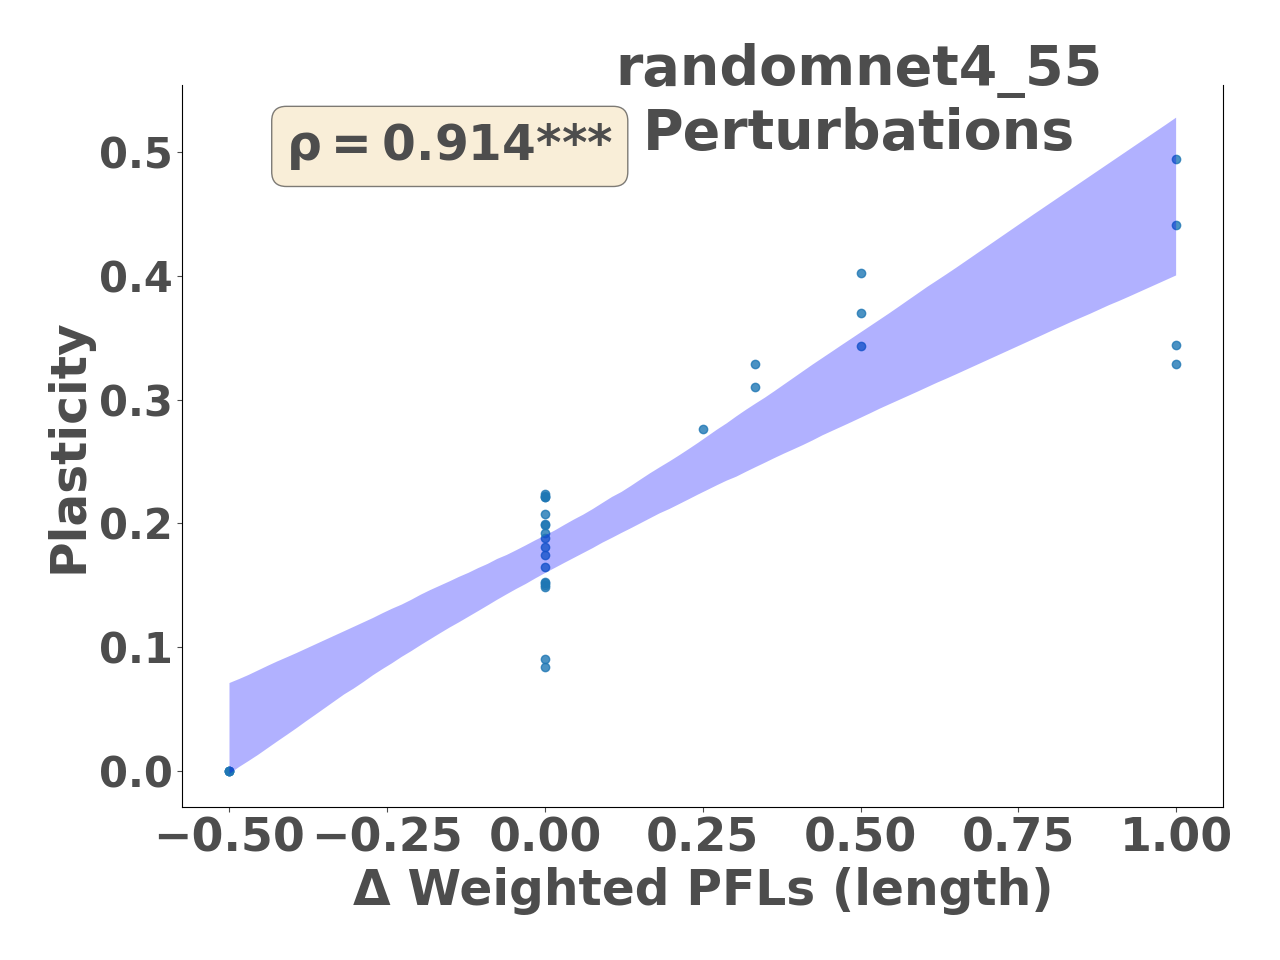 randomnet4_55
Perturbations
ρ = 0.914***
Plasticity
0.5
0.4
0.3
0.2
0.1
0.0
−0.50 −0.25 0.00 0.25 0.50 0.75 1.00
Δ Weighted PFLs (length)